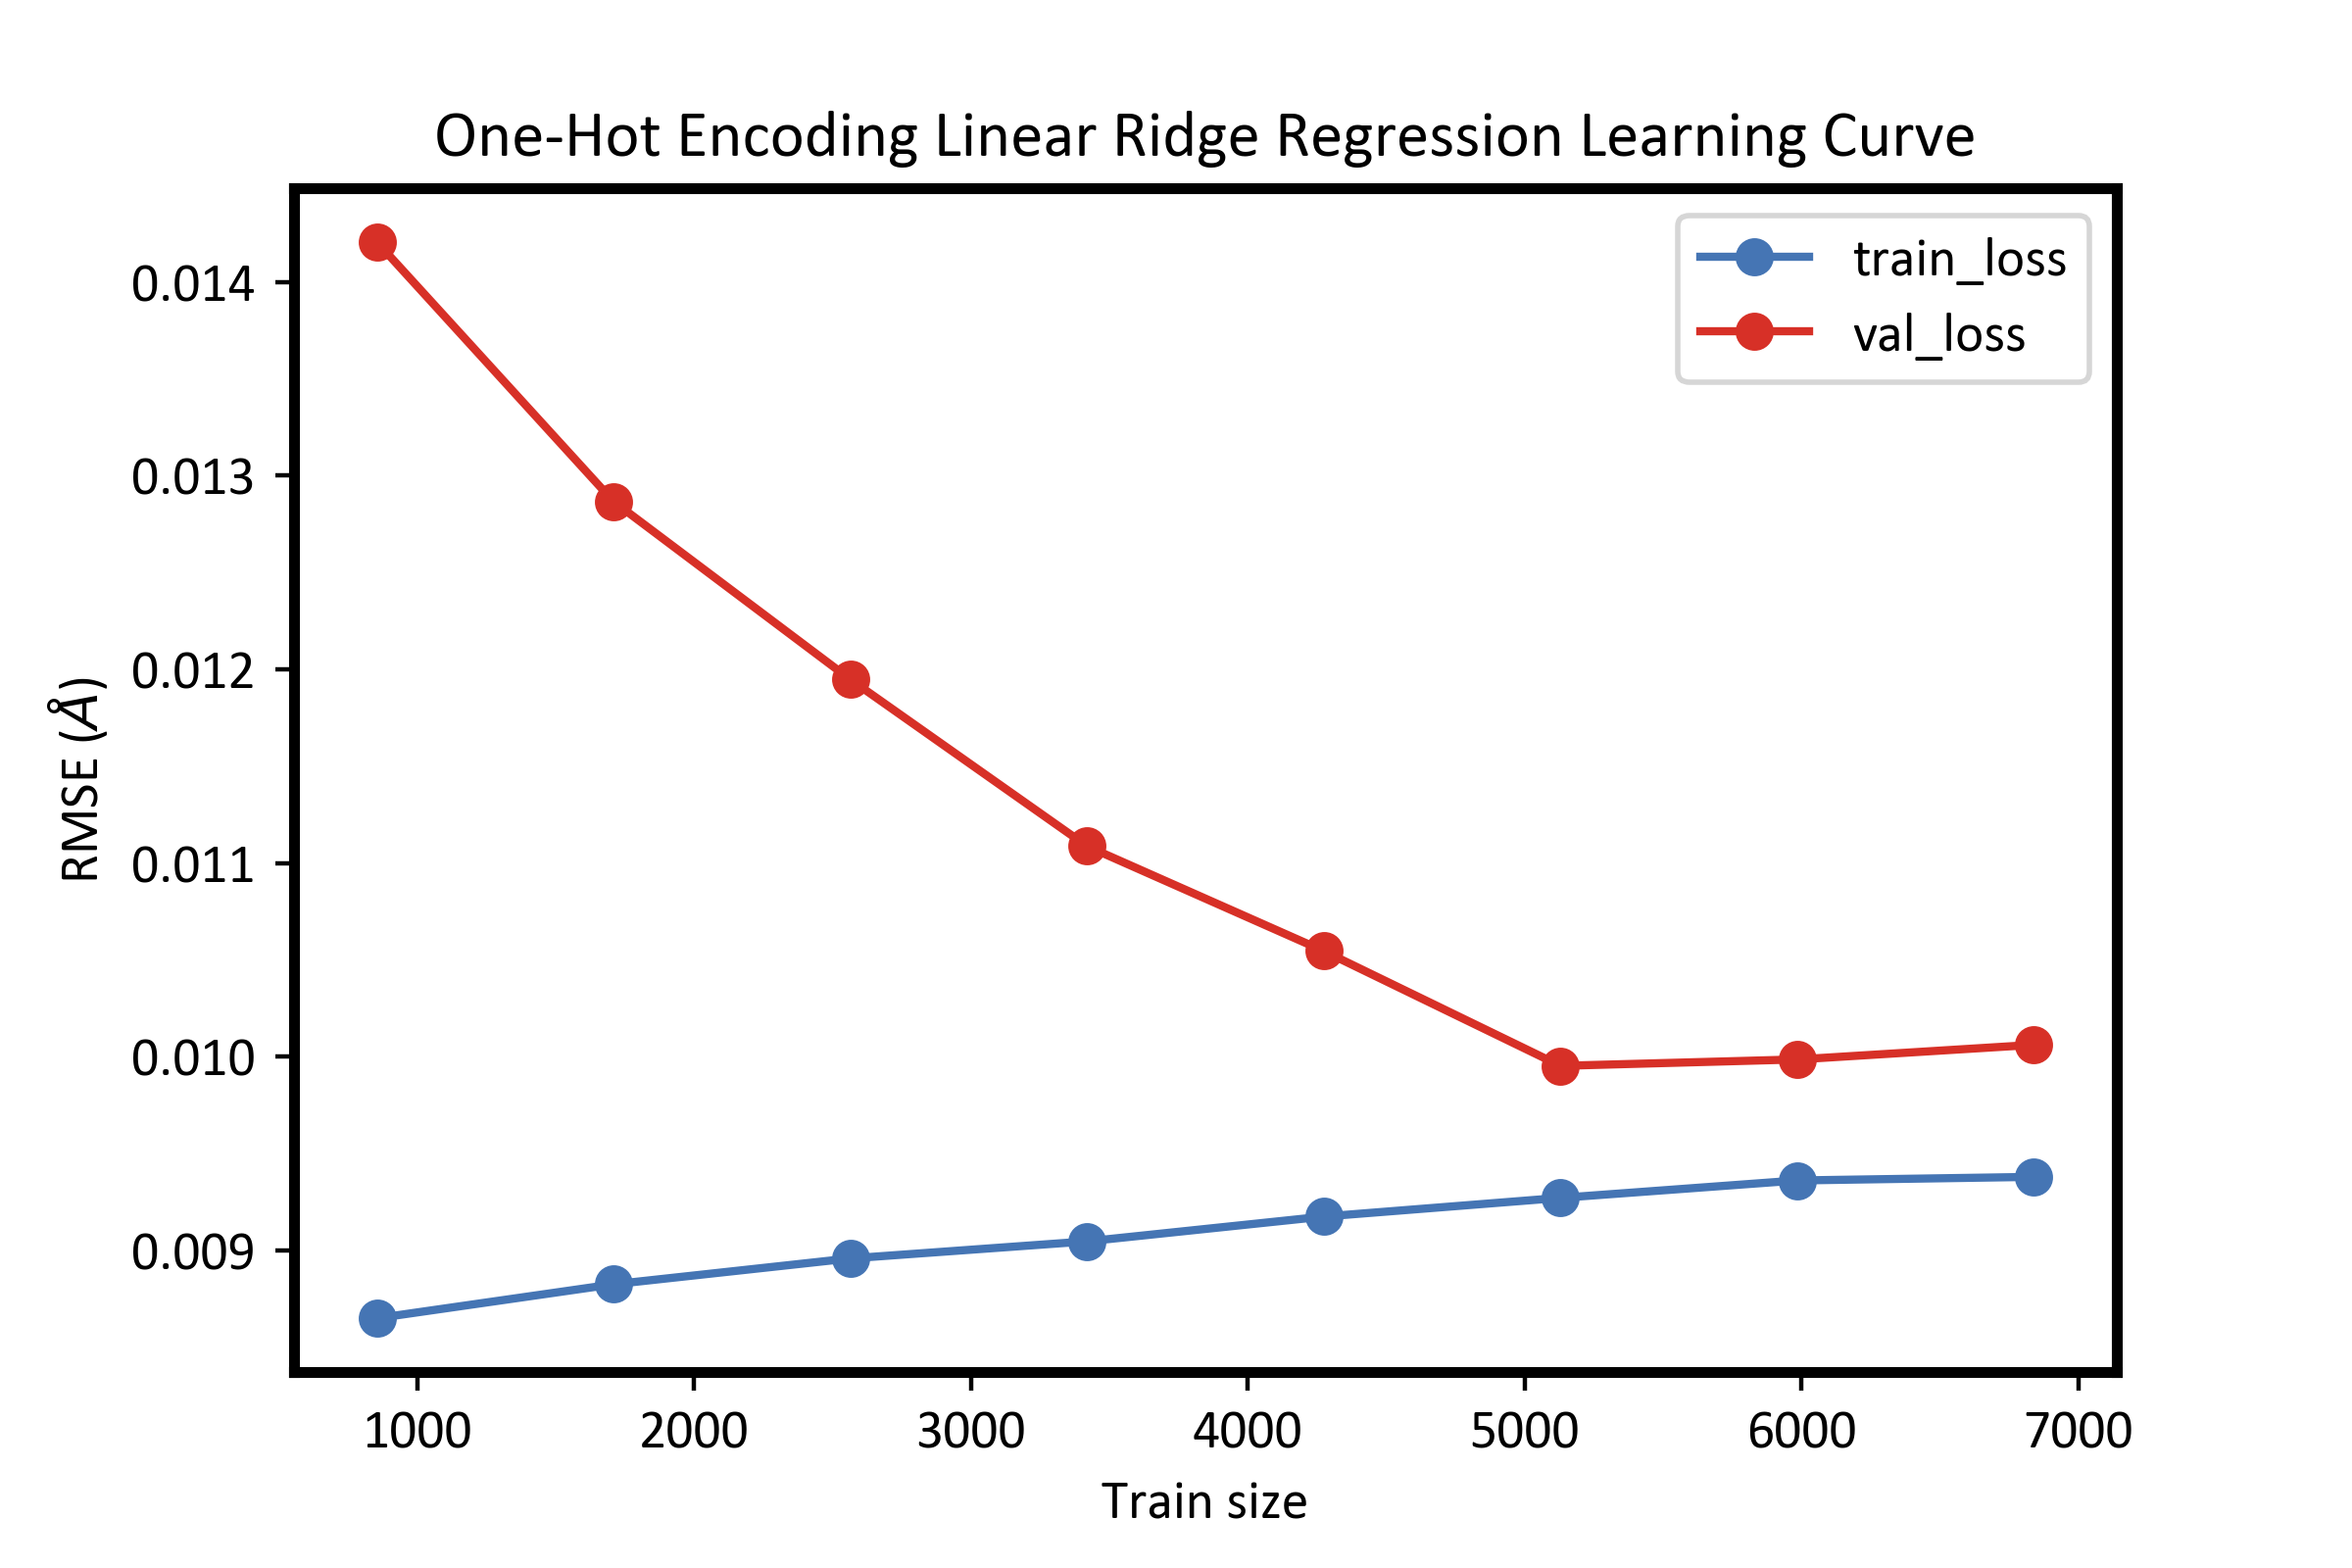 One-Hot Encoding Linear Ridge Regression Learning Curve
train_loss
val_loss
0.014
0.013
0.012
0.011
0.010
0.009
RMSE (Å)
1000 2000 3000 4000 5000 6000 7000
Train size